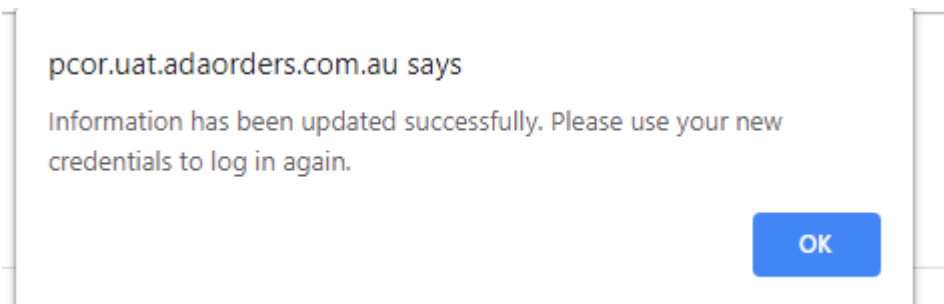 pcor.uat.adaorders.com.au says
Information has been updated successfully. Please use your new
credentials to log in again.
OK